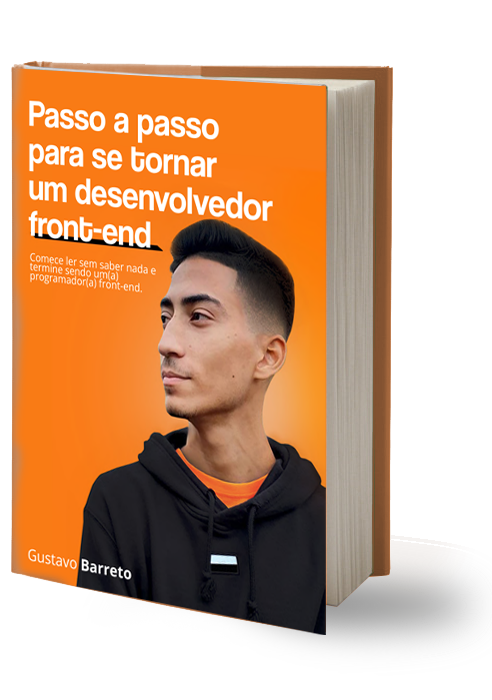 Passo a passo
para se tornar
um desenvolvedor
front-end
Comece ler sem saber nada e
termine sendo um(a)
programador(a) front-end.
Gustavo Barreto